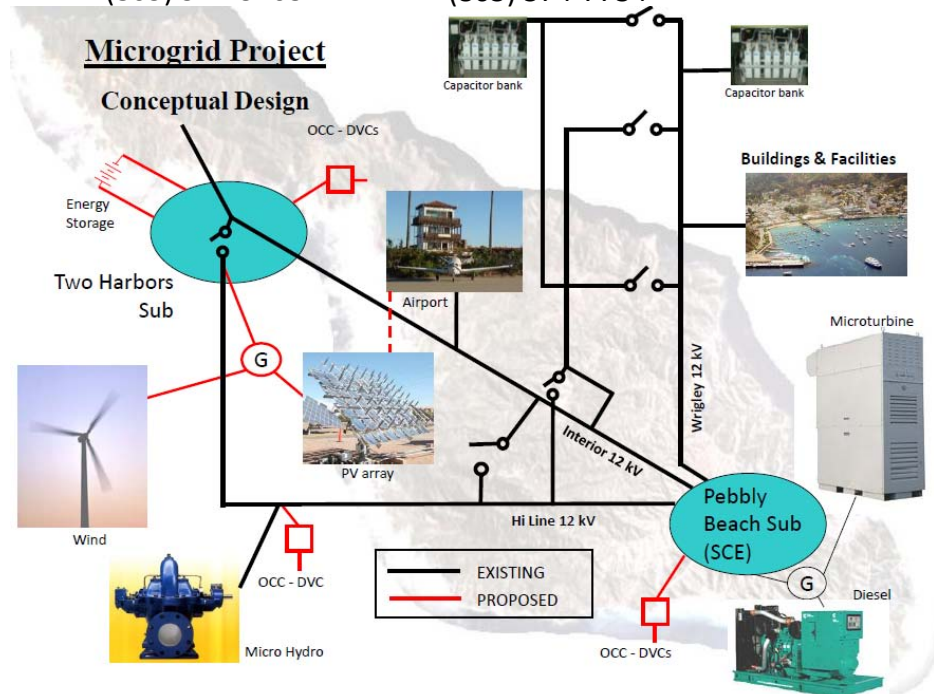 Microgrid Project
Conceptual Design
Capacitor bank
Capacitor bank
OCC - DVCs
Buildings & Facilities
Energy
Storage
Two Harbors
Sub
Airport
Microturbine
G
Wrigley 12 kV
Interior 12 kV
PV array
Pebbly
Beach Sub
(SCE)
Hi Line 12 kV
Wind
OCC - DVC
EXISTING
PROPOSED
G
Diesel
Micro Hydro
OCC - DVCs